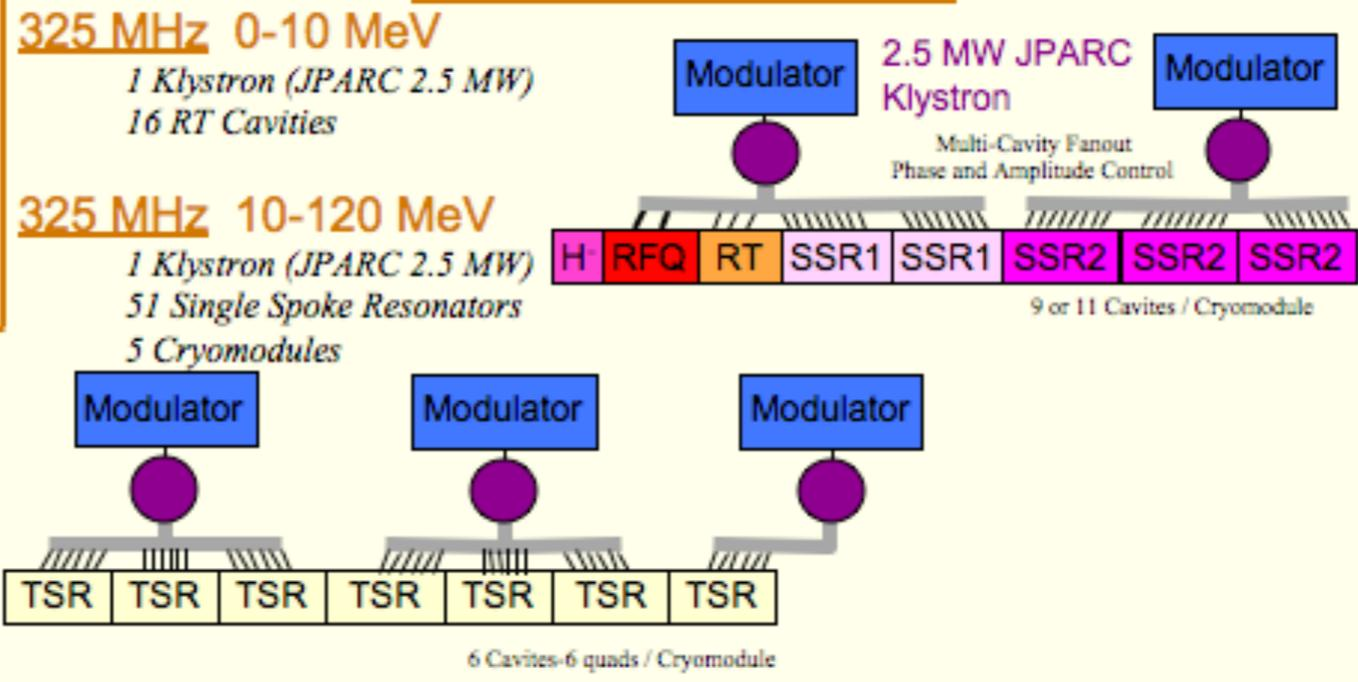 325 MHz 0-10 MeV
1 Klystron (JPARC 2.5 MW)
16 RT Cavities
325 MHz 10-120 MeV
1 Klystron (JPARC 2.5 MW)
51 Single Spoke Resonators
5 Cryomodules
Modulator
2.5 MW JPARC
Klystron
Modulator
Multi-Cavity Fanout
Phase and Amplitude Control
H- RFQ RT SSR1 SSR1 SSR2 SSR2 SSR2
9 or 11 Cavites / Cryomodule
Modulator Modulator Modulator
TSR TSR TSR TSR TSR TSR TSR
6 Cavites-6 quads / Cryomodule